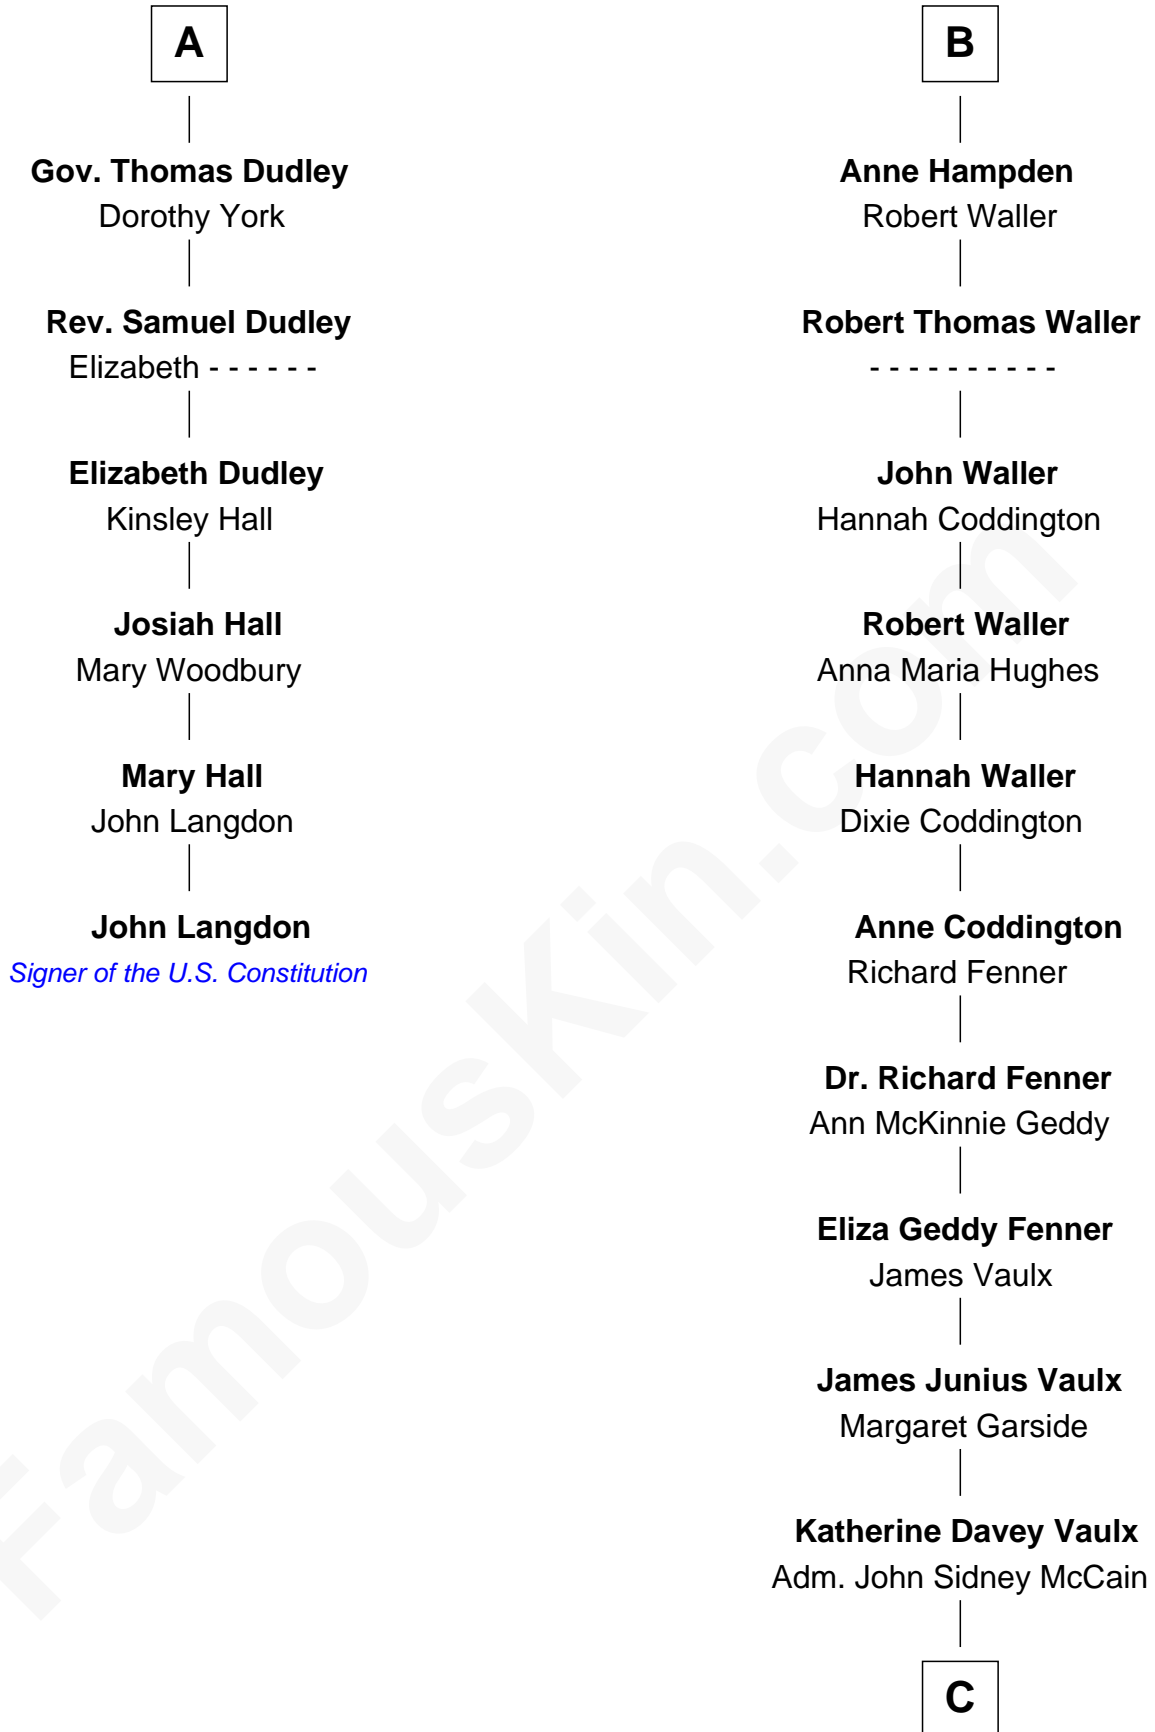 A
Gov. Thomas Dudley
Dorothy York
Rev. Samuel Dudley
Elizabeth - - - - - -
Elizabeth Dudley
Kinsley Hall
Josiah Hall
Mary Woodbury
Mary Hall
John Langdon
John Langdon
Signer of the U.S. Constitution
B
Anne Hampden
Robert Waller
Robert Thomas Waller
- - - - - - - - - -
John Waller
Hannah Coddington
Robert Waller
Anna Maria Hughes
Hannah Waller
Dixie Coddington
Anne Coddington
Richard Fenner
Dr. Richard Fenner
Ann McKinnie Geddy
Eliza Geddy Fenner
James Vaulx
James Junius Vaulx
Margaret Garside
Katherine Davey Vaulx
Adm. John Sidney McCain
C
FamousKin.com